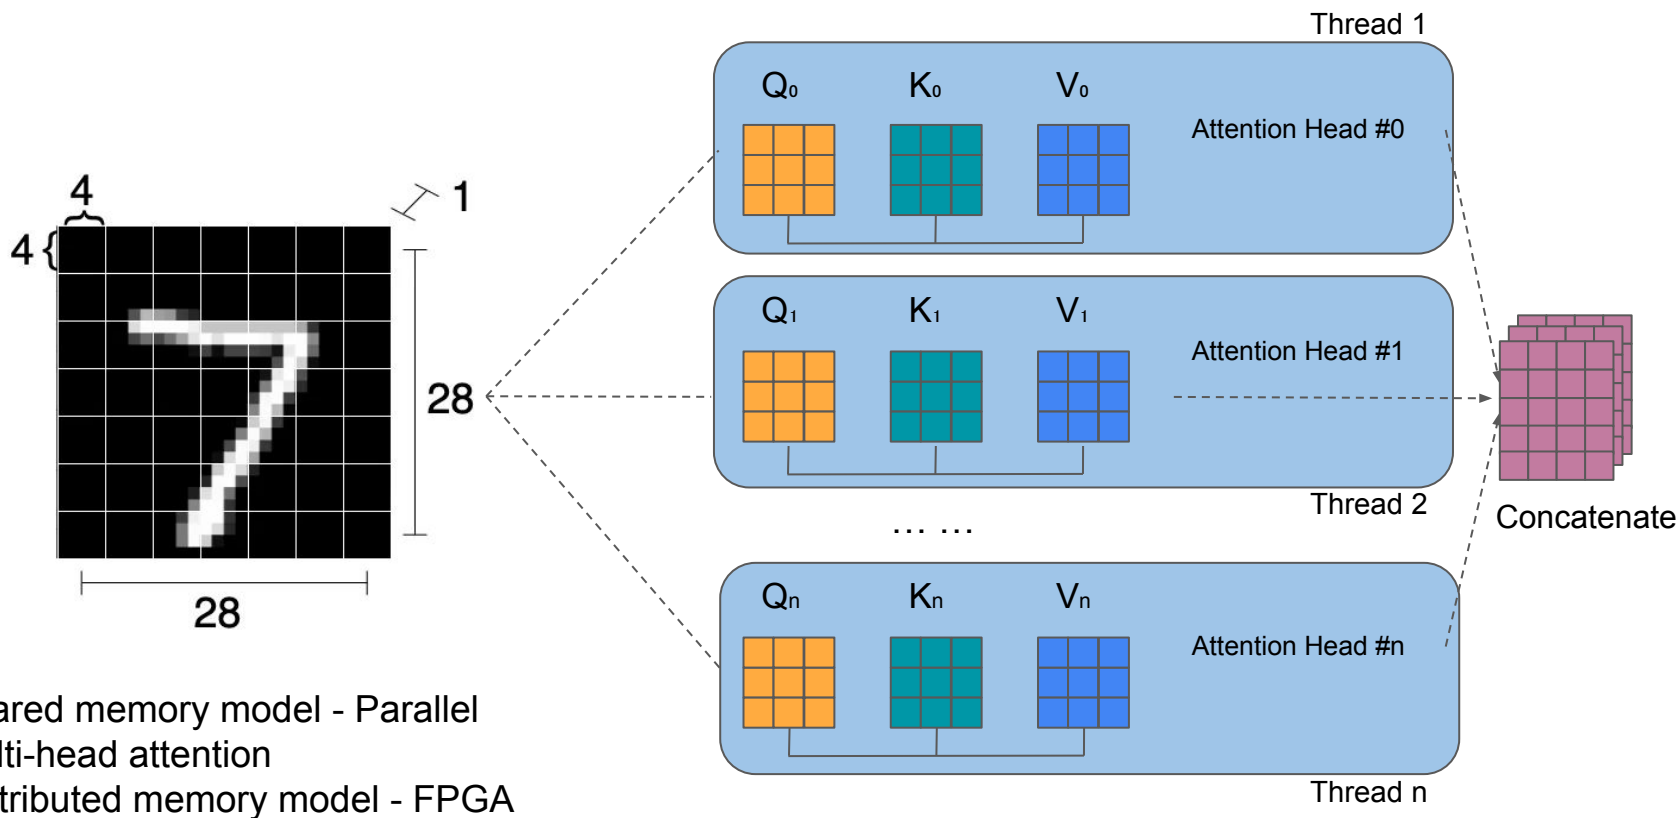 Thread 1
Q₀ K₀ V₀
Attention Head #0
4
1
4
28
28
Q₁ K₁ V₁
Attention Head #1
Thread 2
... ...
Concatenate
Qₙ Kₙ Vₙ
Attention Head #n
Thread n
ared memory model - Parallel
lti-head attention
tributed memory model - FPGA